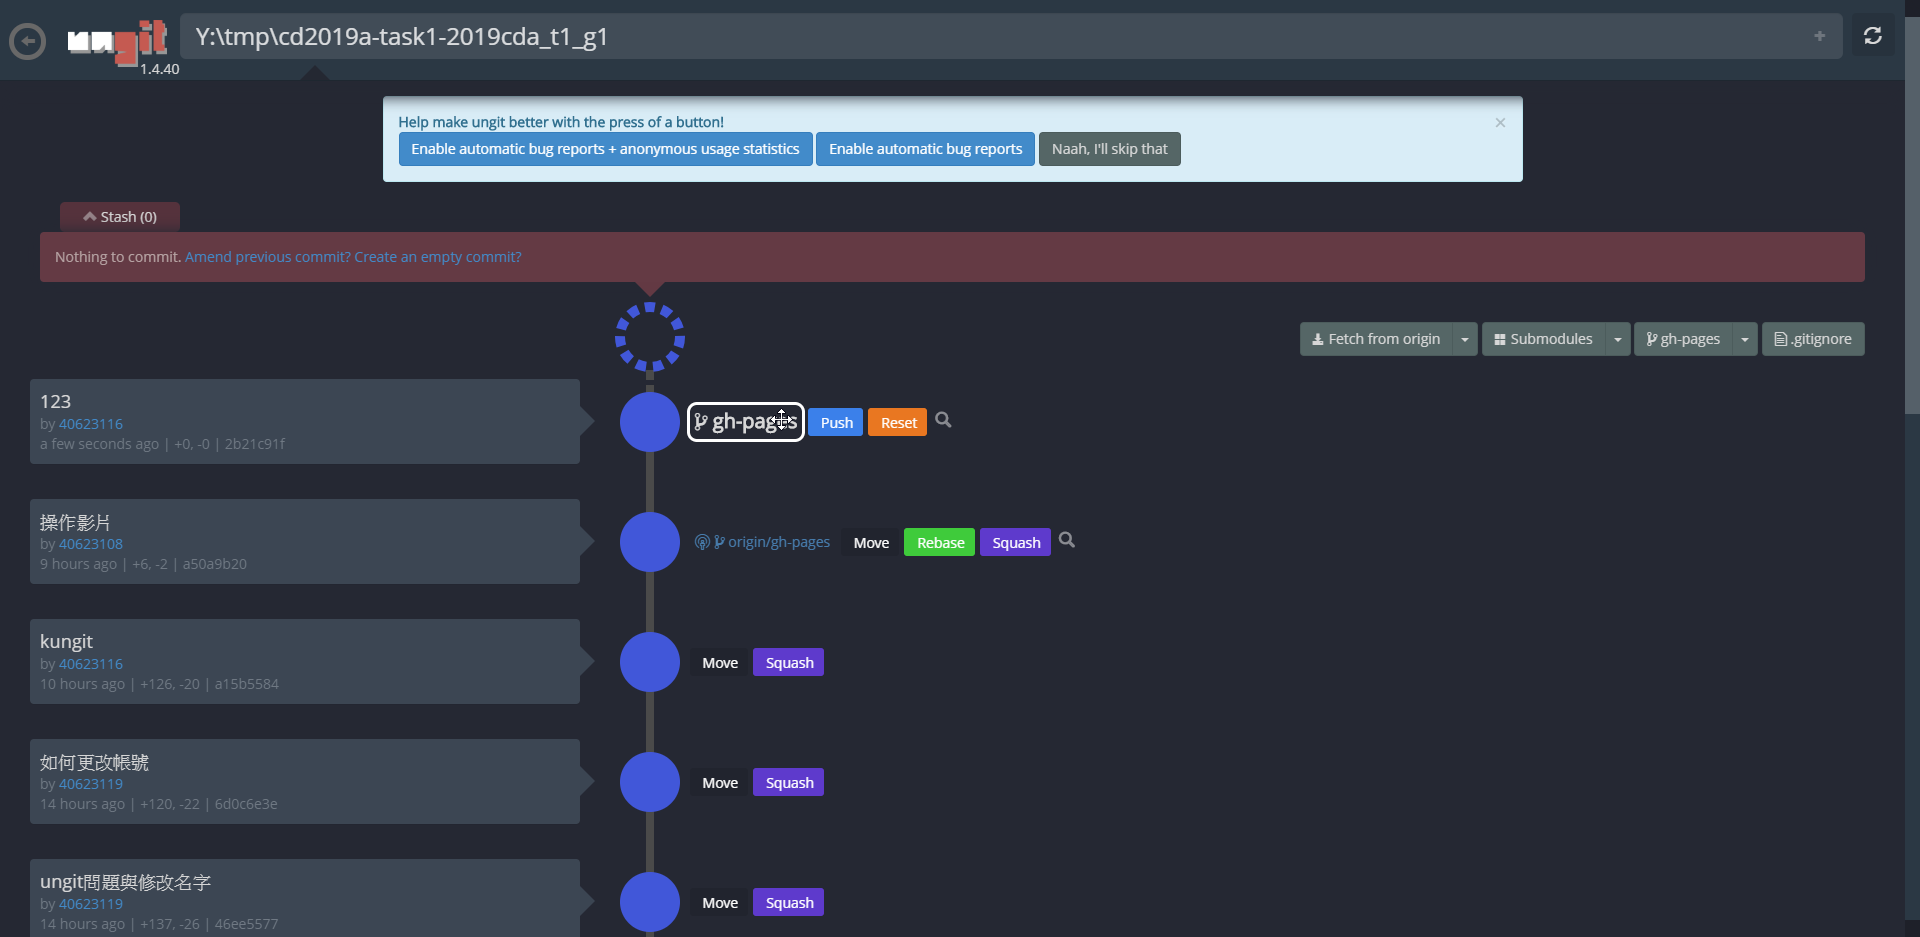 Y:\tmp\cd2019a-task1-2019cda_t1_g1
ungit
1.4.40
Help make ungit better with the press of a button!
Enable automatic bug reports + anonymous usage statistics Enable automatic bug reports Naah, I'll skip that
Stash (0)
Nothing to commit. Amend previous commit? Create an empty commit?
Fetch from origin Submodules gh-pages .gitignore
123
by 40623116
a few seconds ago | +0, -0 | 2b21c91f
gh-pages Push Reset
操作影片
by 40623108
9 hours ago | +6, -2 | a50a9b20
origin/gh-pages Move Rebase Squash
kungit
by 40623116
10 hours ago | +126, -20 | a15b5584
Move Squash
如何更改帳號
by 40623119
14 hours ago | +120, -22 | 6d0c6e3e
Move Squash
ungit問題與修改名字
by 40623119
14 hours ago | +137, -26 | 46ee5577
Move Squash